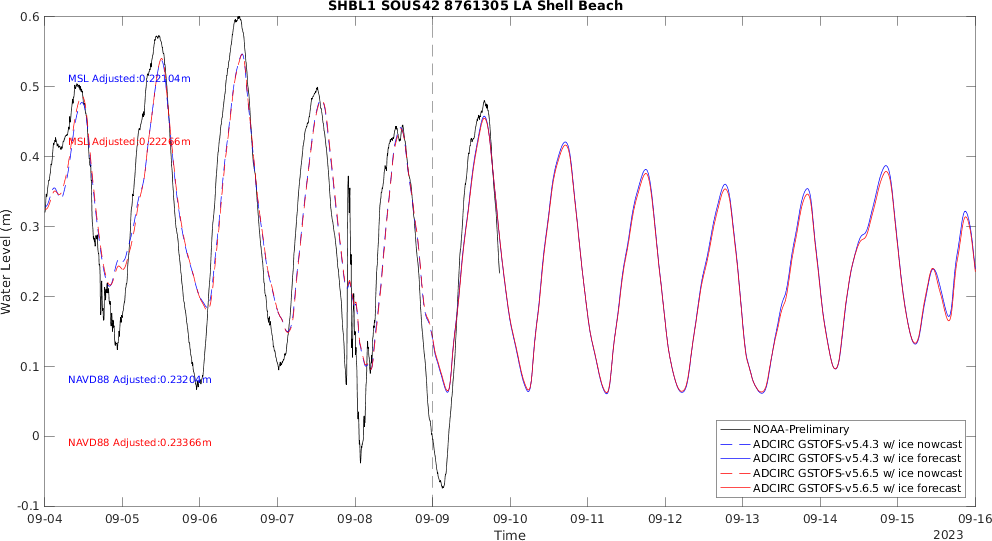 SHBL1 SOUS42 8761305 LA Shell Beach
0.6
0.5
0.4
0.3
0.2
0.1
0
-0.1
Water Level (m)
MSL Adjusted:0.22104m
MSL Adjusted:0.22266m
NAVD88 Adjusted:0.23204m
NAVD88 Adjusted:0.23366m
NOAA-Preliminary
ADCIRC GSTOFS-v5.4.3 w/ ice nowcast
ADCIRC GSTOFS-v5.4.3 w/ ice forecast
ADCIRC GSTOFS-v5.6.5 w/ ice nowcast
ADCIRC GSTOFS-v5.6.5 w/ ice forecast
09-04 09-05 09-06 09-07 09-08 09-09 09-10 09-11 09-12 09-13 09-14 09-15 09-16
Time
2023